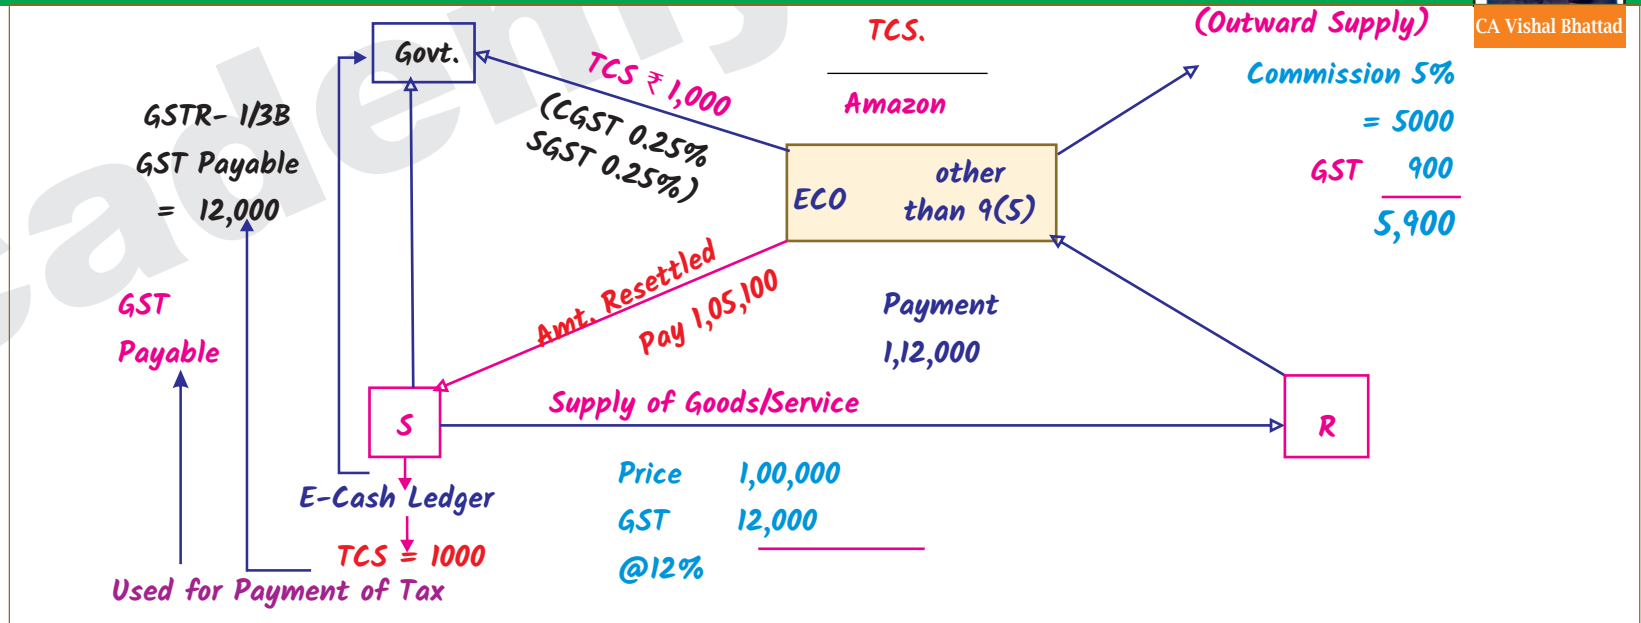 TCS.
(Outward Supply)
CA Vishal Bhattad
Govt.
TCS ₹ 1,000
(CGST 0.25%
SGST 0.25%)
Amazon
Commission 5%
= 5000
GST 900
5,900
GSTR- 1/3B
GST Payable
= 12,000
ECO
other
than 9(5)
GST
Payable
Amt. Resettled
Pay 1,05,100
Payment
1,12,000
S
Supply of Goods/Service
R
E-Cash Ledger
TCS = 1000
Used for Payment of Tax
Price 1,00,000
GST 12,000
@12%